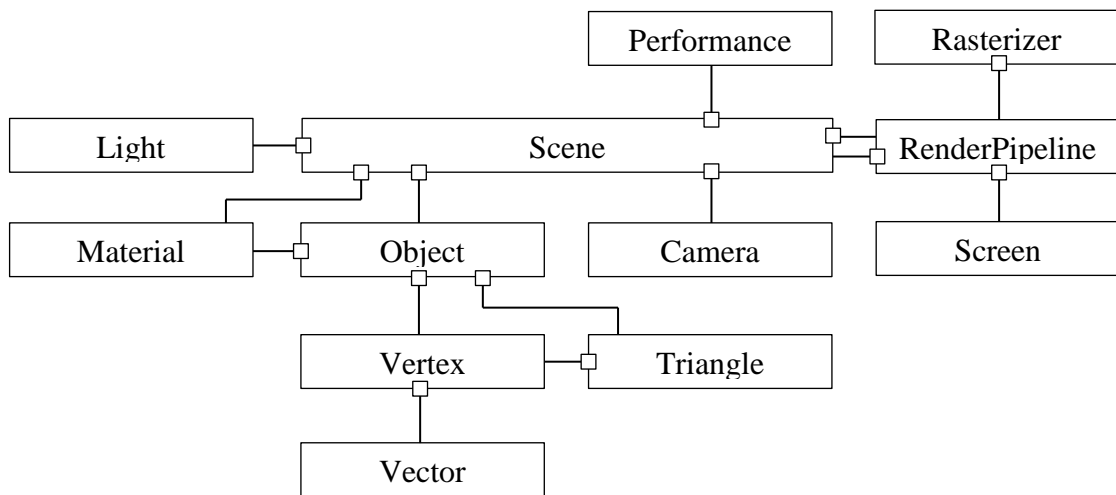 Performance
Rasterizer
Light
Scene
RenderPipeline
Material
Object
Camera
Screen
Vertex
Triangle
Vector